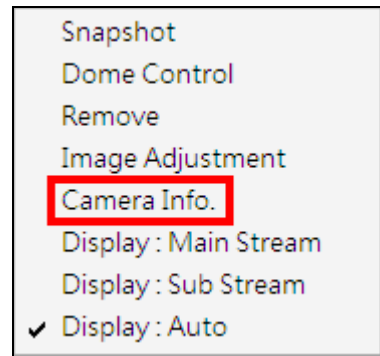 Snapshot
Dome Control
Remove
Image Adjustment
Camera Info.
Display : Main Stream
Display : Sub Stream
Display : Auto